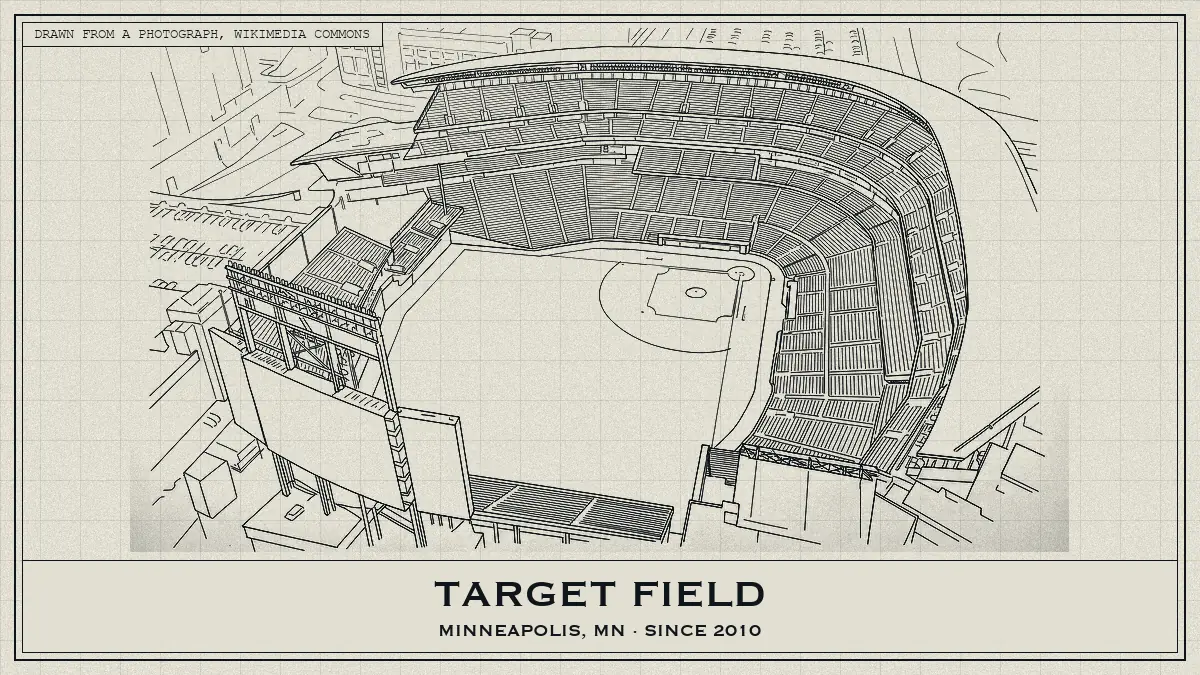 DRAWN FROM A PHOTOGRAPH, WIKIMEDIA COMMONS
TARGET FIELD
MINNEAPOLIS, MN · SINCE 2010